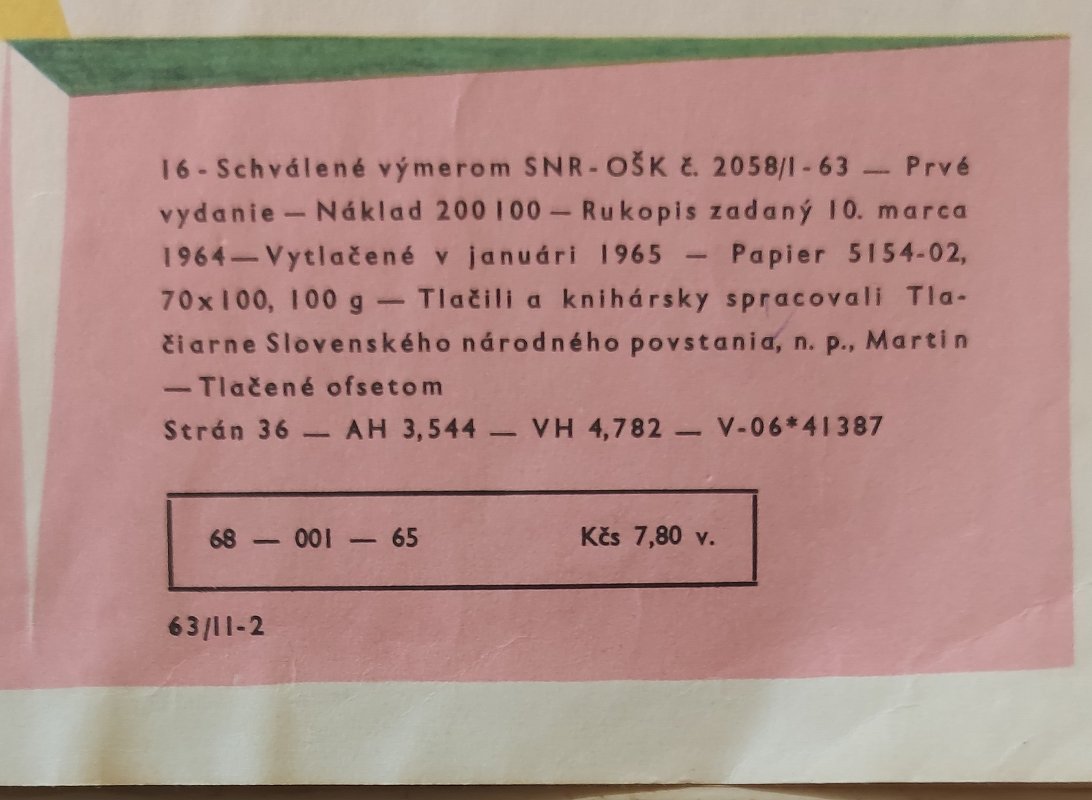 16 - Schválené výmerom SNR - OŠK č. 2058/I - 63 — Prvé
vydanie — Náklad 200 100 — Rukopis zadaný 10. marca
1964 — Vytlačené v januári 1965 — Papier 5154-02,
70x100, 100 g — Tlačili a knihársky spracovali Tla-
čiarne Slovenského národného povstania, n. p., Martin
— Tlačené ofsetom
Strán 36 — AH 3,544 — VH 4,782 — V-06*41387
68 — 001 — 65 Kčs 7,80 v.
63/II-2